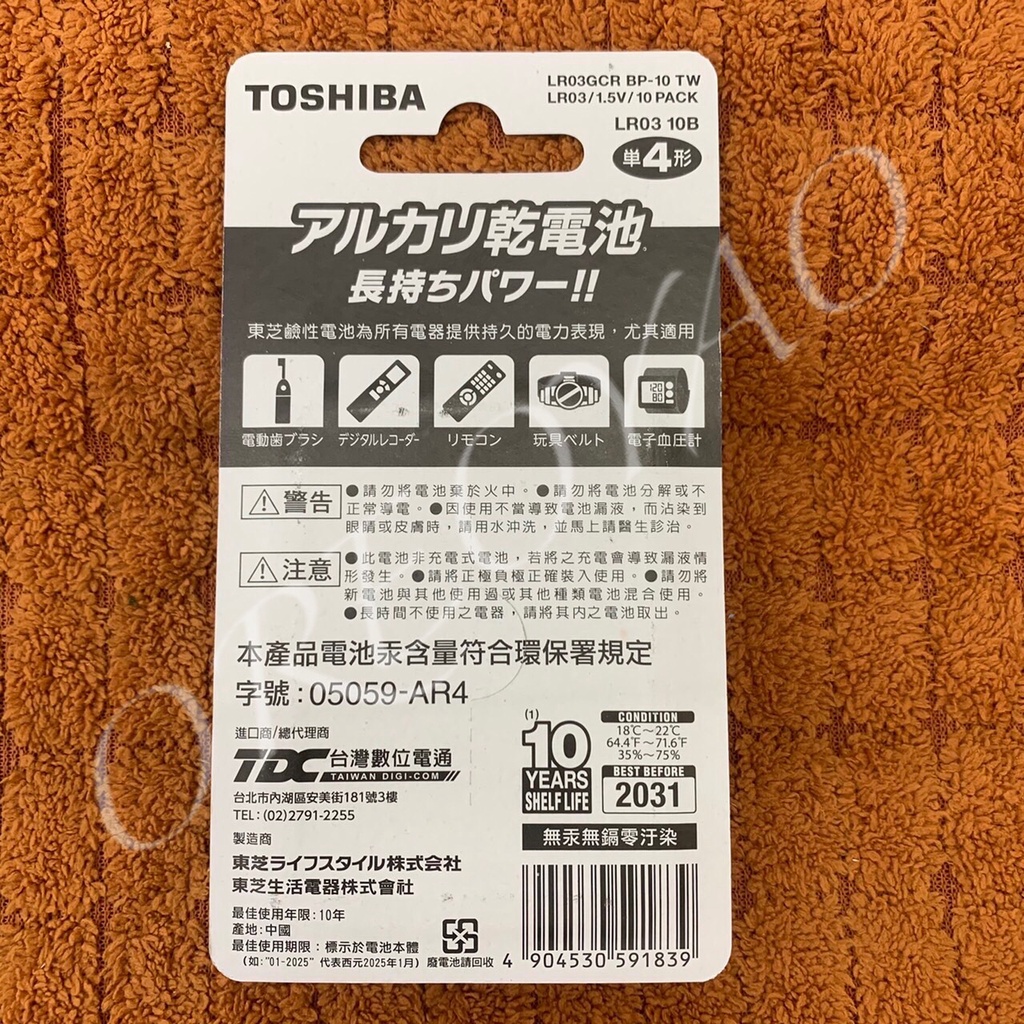 TOSHIBA
LR03GCR BP-10 TW
LR03/1.5V/10 PACK
LR03 10B
単4形
アルカリ乾電池
長持ちパワー!!
東芝鹼性電池為所有電器提供持久的電力表現，尤其適用
120
80
電動歯ブラシ デジタルレコーダー リモコン 玩具ベルト 電子血圧計
警告
●請勿將電池棄於火中。●請勿將電池分解或不
正常導電。●因使用不當導致電池漏液，而沾染到
眼睛或皮膚時，請用水沖洗，並馬上請醫生診治。
注意
●此電池非充電式電池，若將之充電會導致漏液情
形發生。●請將正極負極正確裝入使用。●請勿將
新電池與其他使用過或其他種類電池混合使用。
●長時間不使用之電器，請將其內之電池取出。
本產品電池汞含量符合環保署規定
字號：05059-AR4
進口商/總代理商
TDC 台灣數位電通
TAIWAN DIGI-COM
台北市內湖區安美街181號3樓
TEL：(02)2791-2255
製造商
東芝ライフスタイル株式会社
東芝生活電器株式會社
最佳使用年限：10年
產地：中國
最佳使用期限：標示於電池本體
(如："01-2025" 代表西元2025年1月)
廢電池請回收
(1)
10
YEARS
SHELF LIFE
CONDITION
18℃～22℃
64.4℉～71.6℉
35%～75%
BEST BEFORE
2031
無汞無鎘零汙染
4 904530 591839